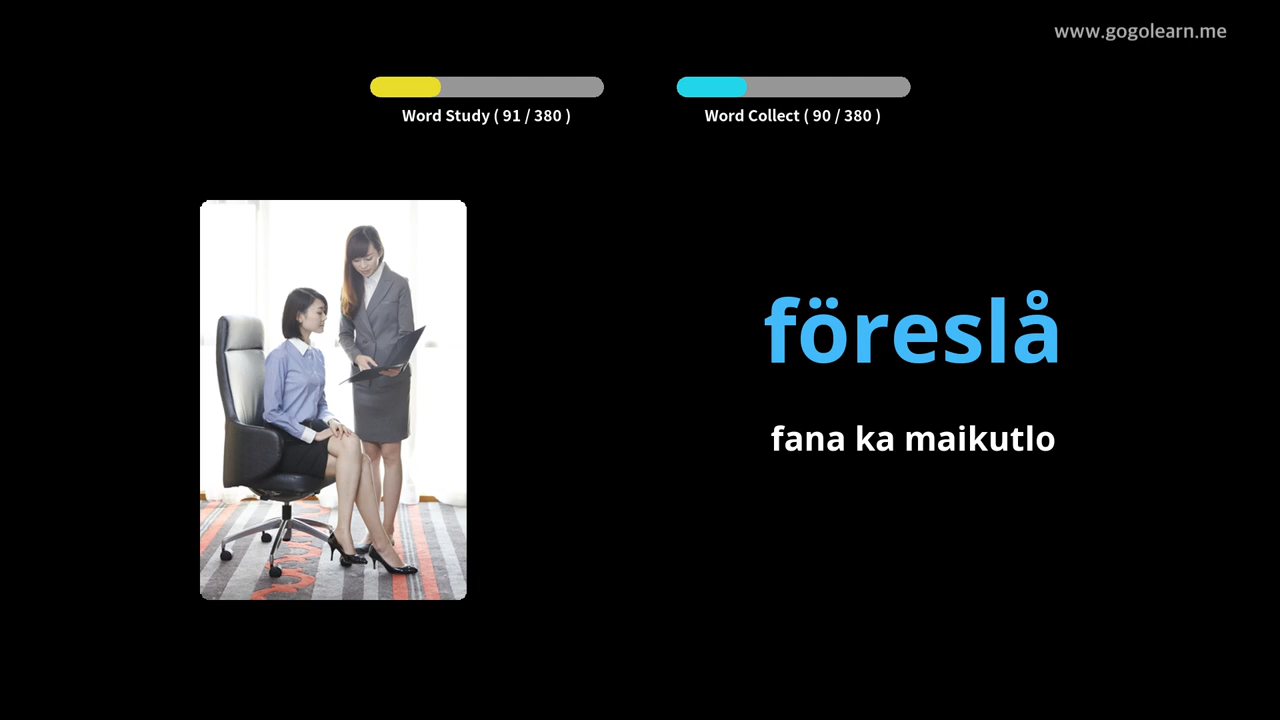 www.gogolearn.me
Word Study ( 91 / 380 )
Word Collect ( 90 / 380 )
föreslå
fana ka maikutlo